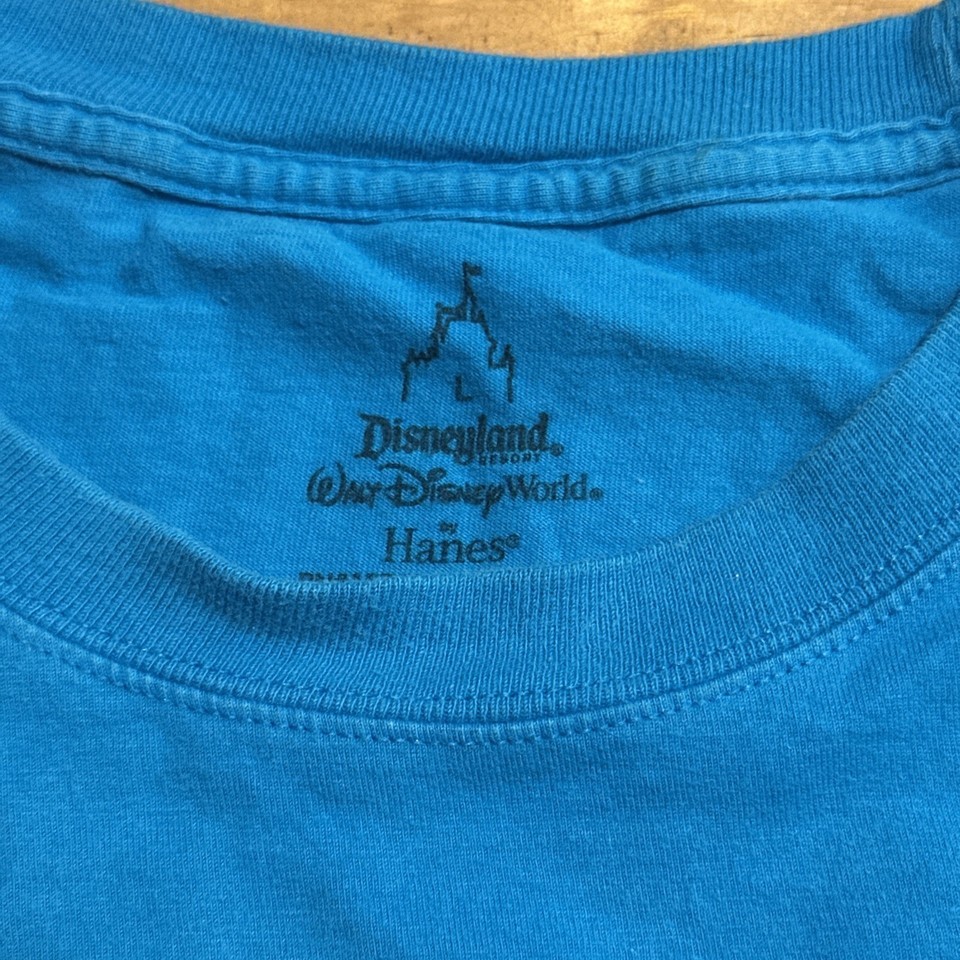 L
Disneyland®
RESORT
WALT DISNEY World®
BY
Hanes®